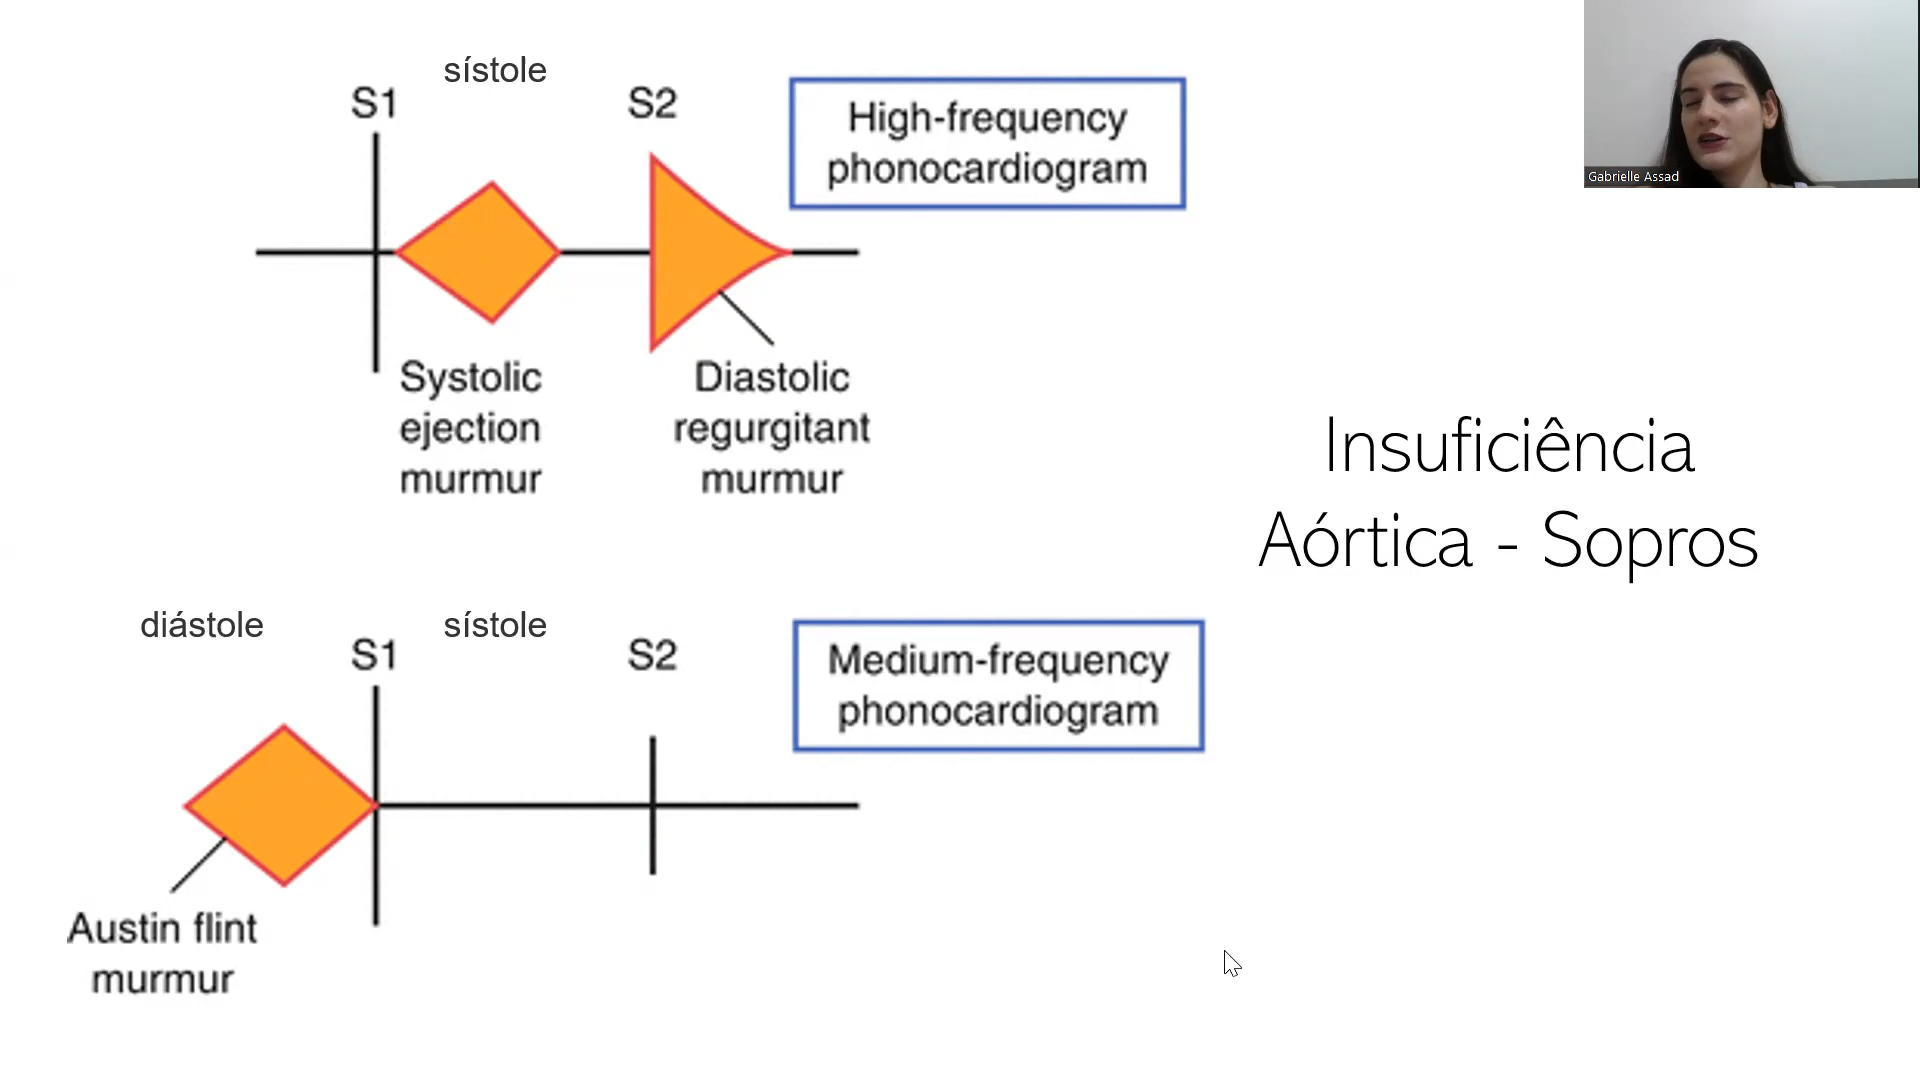 sístole
S1
S2
High-frequency
phonocardiogram
Gabrielle Assad
Systolic
ejection
murmur
Diastolic
regurgitant
murmur
Insuficiência
Aórtica - Sopros
diástole
sístole
S1
S2
Medium-frequency
phonocardiogram
Austin flint
murmur